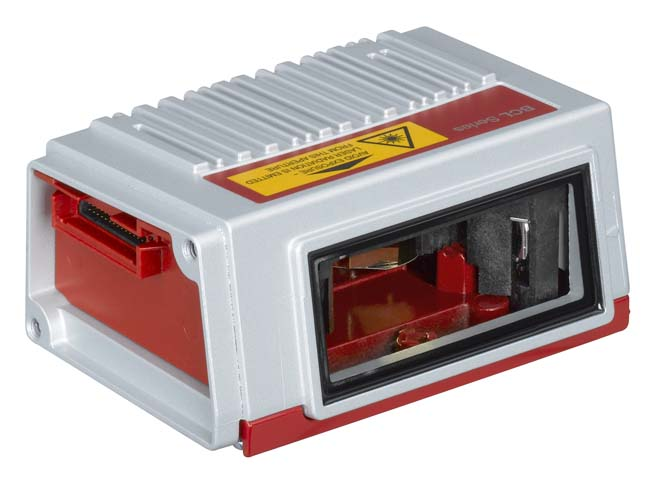 BCL Series
AVOID EXPOSURE
LASER RADIATION IS EMITTED
FROM THIS APERTURE